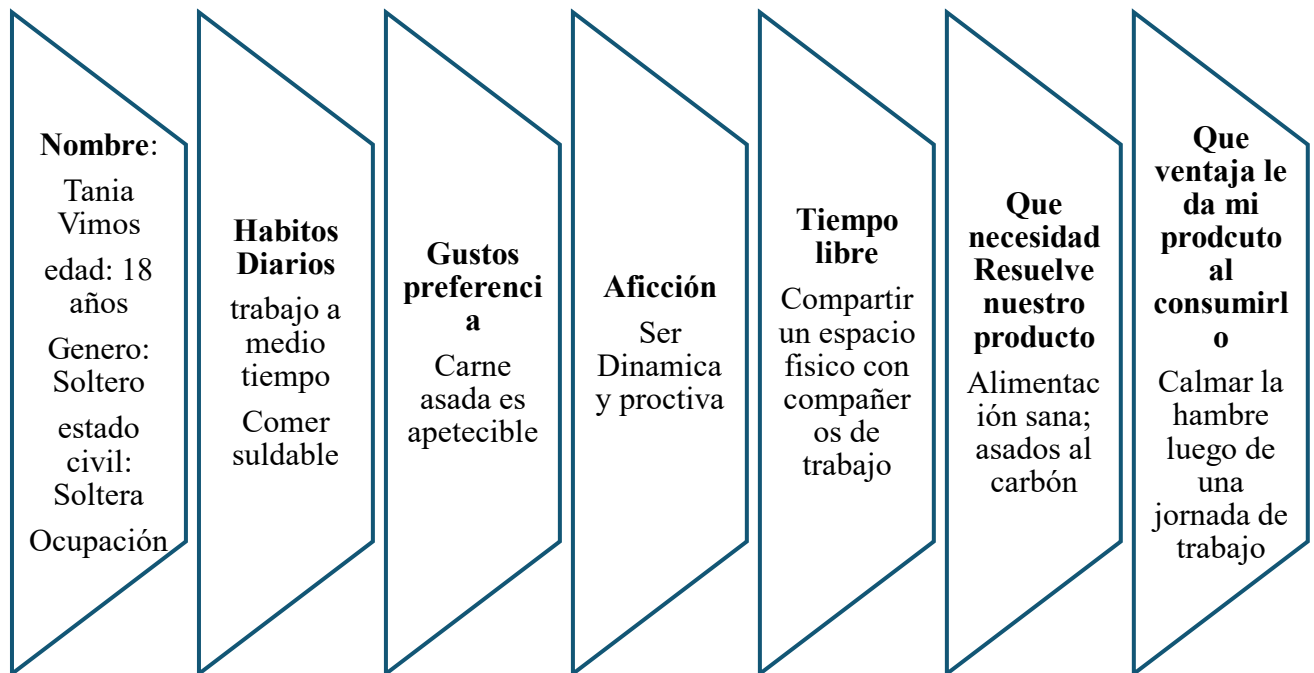 Nombre:
Tania
Vimos
edad: 18
años
Genero:
Soltero
estado
civil:
Soltera
Ocupación
Habitos
Diarios
trabajo a
medio
tiempo
Comer
suldable
Gustos
preferenci
a
Carne
asada es
apetecible
Aficción
Ser
Dinamica
y proctiva
Tiempo
libre
Compartir
un espacio
fisico con
compañer
os de
trabajo
Que
necesidad
Resuelve
nuestro
producto
Alimentac
ión sana;
asados al
carbón
Que
ventaja le
da mi
prodcuto
al
consumirl
o
Calmar la
hambre
luego de
una
jornada de
trabajo